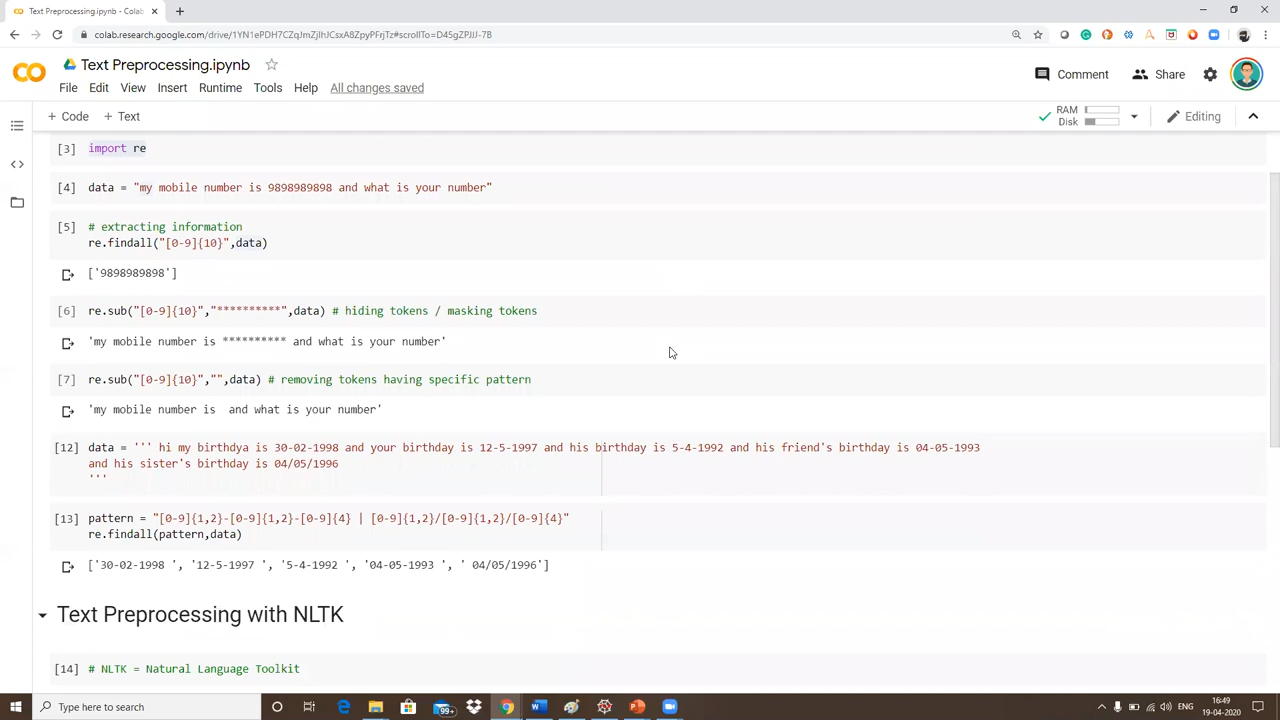 Text Preprocessing.ipynb - Colab
colab.research.google.com/drive/1YN1ePDH7CZqJmZjlhJCsxA8ZpyPFrjTz#scrollTo=D45gZPJJJ-7B
Text Preprocessing.ipynb
Comment
Share
File Edit View Insert Runtime Tools Help All changes saved
+ Code + Text
RAM
Disk
Editing
[3] import re
[4] data = "my mobile number is 9898989898 and what is your number"
[5] # extracting information
re.findall("[0-9]{10}",data)
['9898989898']
[6] re.sub("[0-9]{10}","**********",data) # hiding tokens / masking tokens
'my mobile number is ********** and what is your number'
[7] re.sub("[0-9]{10}","",data) # removing tokens having specific pattern
'my mobile number is  and what is your number'
[12] data = ''' hi my birthdya is 30-02-1998 and your birthday is 12-5-1997 and his birthday is 5-4-1992 and his friend's birthday is 04-05-1993
and his sister's birthday is 04/05/1996
'''
[13] pattern = "[0-9]{1,2}-[0-9]{1,2}-[0-9]{4} | [0-9]{1,2}/[0-9]{1,2}/[0-9]{4}"
re.findall(pattern,data)
['30-02-1998 ', '12-5-1997 ', '5-4-1992 ', '04-05-1993 ', ' 04/05/1996']
Text Preprocessing with NLTK
[14] # NLTK = Natural Language Toolkit
Type here to search
99+
ENG
16:49
19-04-2020